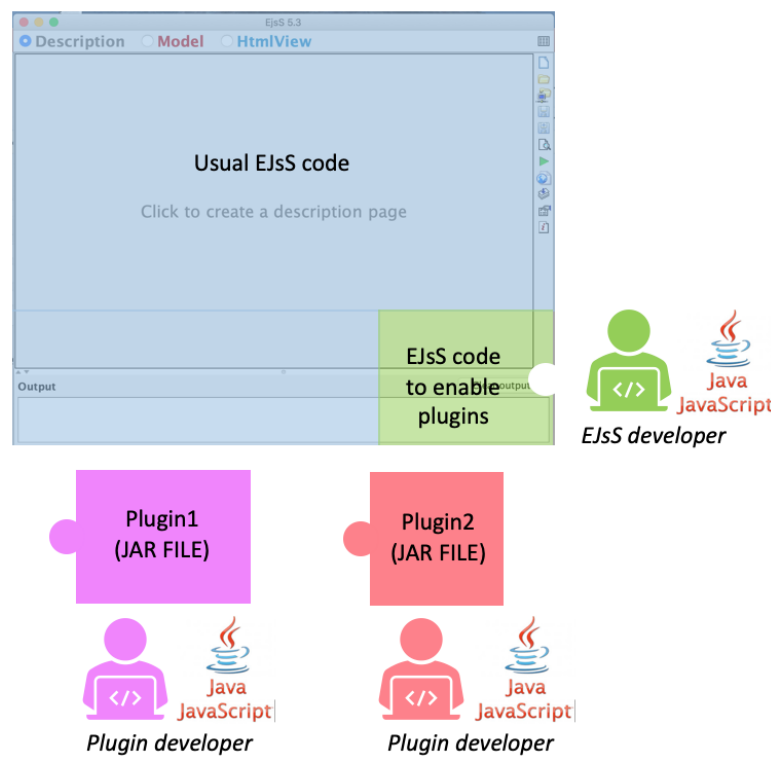 EjsS 5.3
Description Model HtmlView
Usual EJsS code
Click to create a description page
EJsS code
to enable
plugins
Output
output
</>
Java
JavaScript
EJsS developer
Plugin1
(JAR FILE)
Plugin2
(JAR FILE)
</>
Java
JavaScript
Plugin developer
</>
Java
JavaScript
Plugin developer